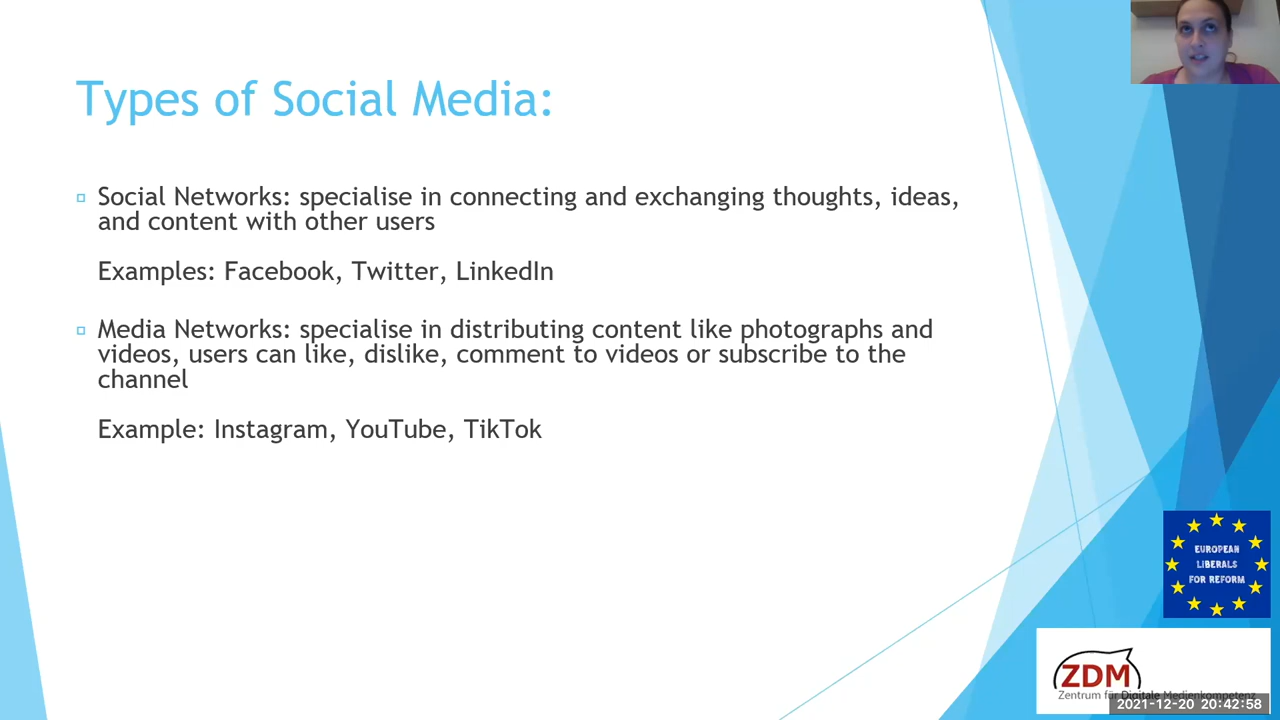 Types of Social Media:
Social Networks: specialise in connecting and exchanging thoughts, ideas,
and content with other users
Examples: Facebook, Twitter, LinkedIn
Media Networks: specialise in distributing content like photographs and
videos, users can like, dislike, comment to videos or subscribe to the
channel
Example: Instagram, YouTube, TikTok
EUROPEAN
LIBERALS
FOR REFORM
ZDM
Zentrum für Digitale Medienkompetenz
2021-12-20 20:42:58